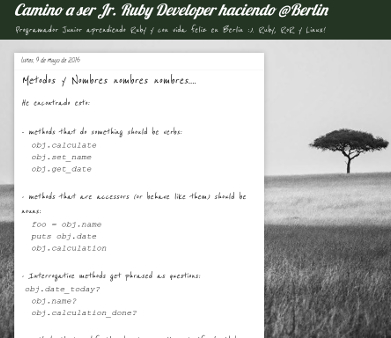 Camino a ser Jr. Ruby Developer haciendo @Berlin
Programador Junior aprendiendo Ruby y con vida feliz en Berlin :). Ruby, RoR y Linux!
lunes, 9 de mayo de 2016
Metodos y Nombres nombres nombres....
He encontrado esto:
- methods that do something should be verbs:
obj.calculate
obj.set_name
obj.get_date
- methods that are accessors (or behave like them) should be
nouns:
foo = obj.name
puts obj.date
obj.calculation
- Interrogative methods get phrased as questions:
obj.date_today?
obj.name?
obj.calculation_done?